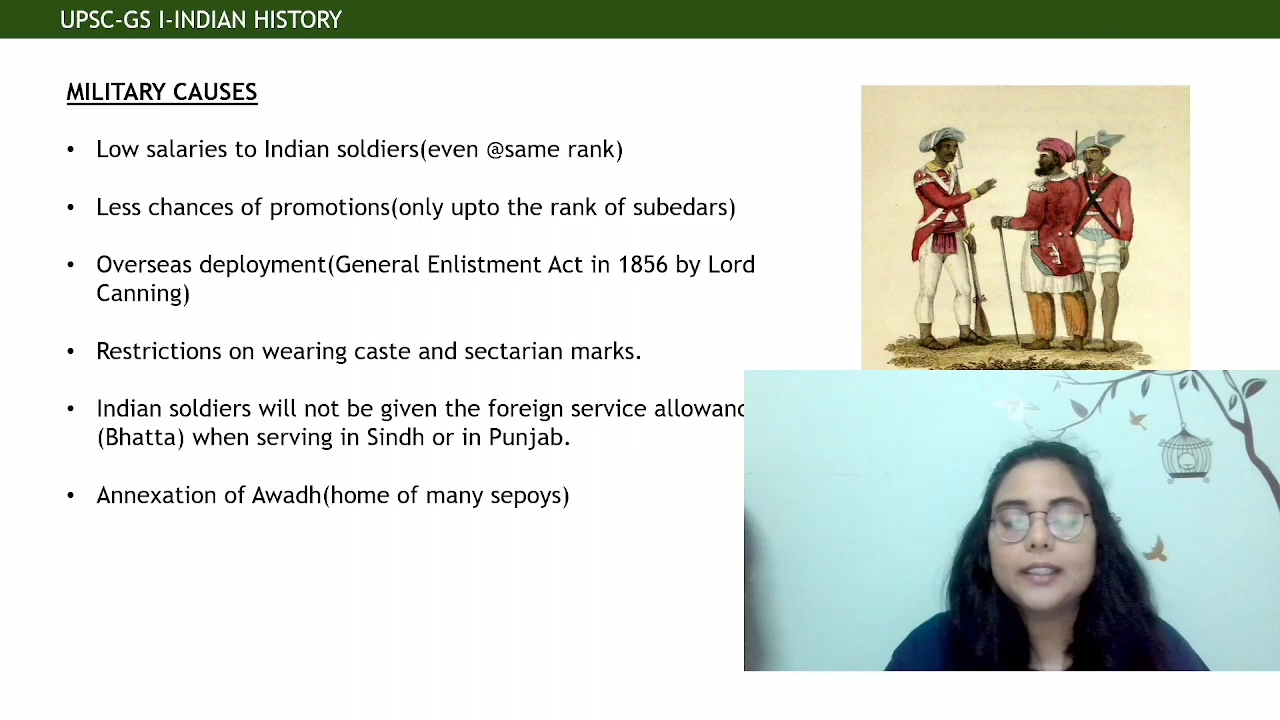 UPSC-GS I-INDIAN HISTORY
MILITARY CAUSES
• Low salaries to Indian soldiers(even @same rank)
• Less chances of promotions(only upto the rank of subedars)
• Overseas deployment(General Enlistment Act in 1856 by Lord
Canning)
• Restrictions on wearing caste and sectarian marks.
• Indian soldiers will not be given the foreign service
(Bhatta) when serving in Sindh or in Punjab.
• Annexation of Awadh(home of many sepoys)